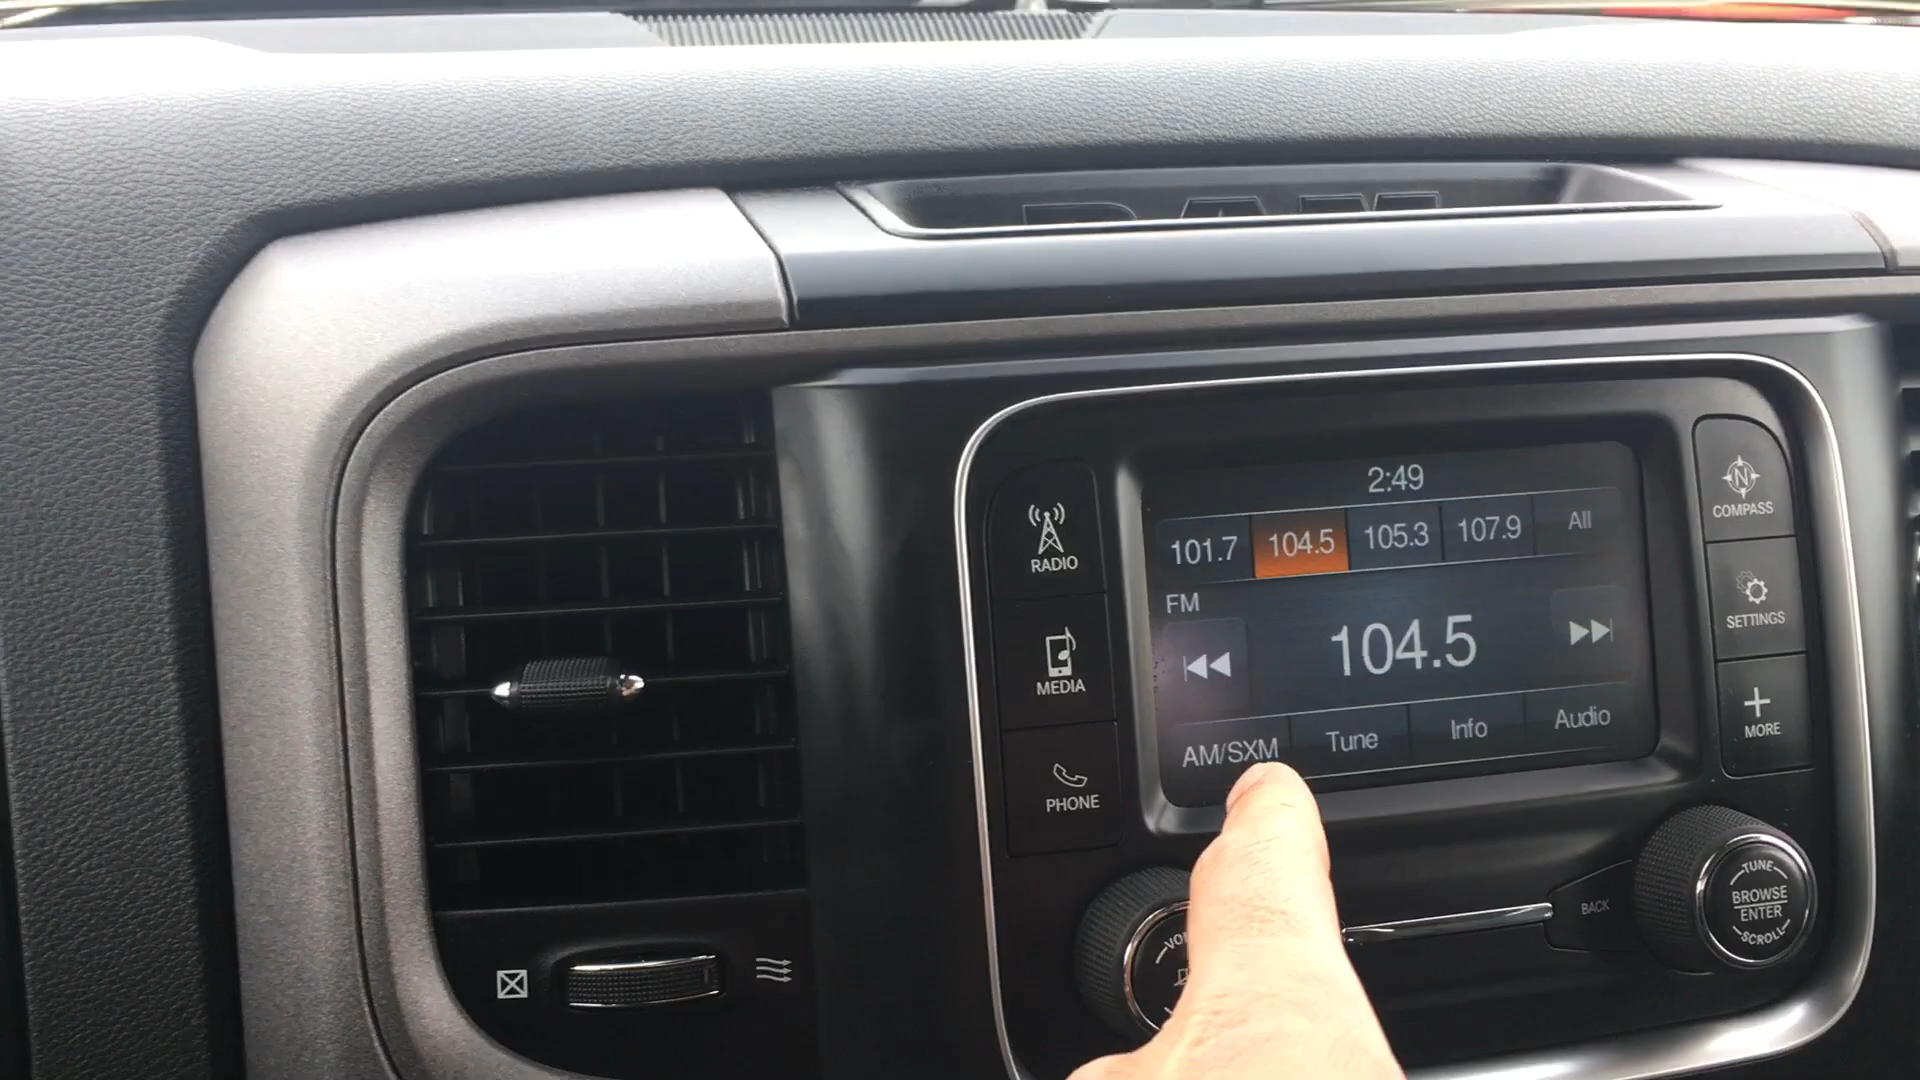 RAM
2:49
101.7 104.5 105.3 107.9 All
FM
104.5
AM/SXM Tune Info Audio
RADIO
MEDIA
PHONE
N
COMPASS
SETTINGS
MORE
BACK
TUNE
BROWSE
ENTER
SCROLL